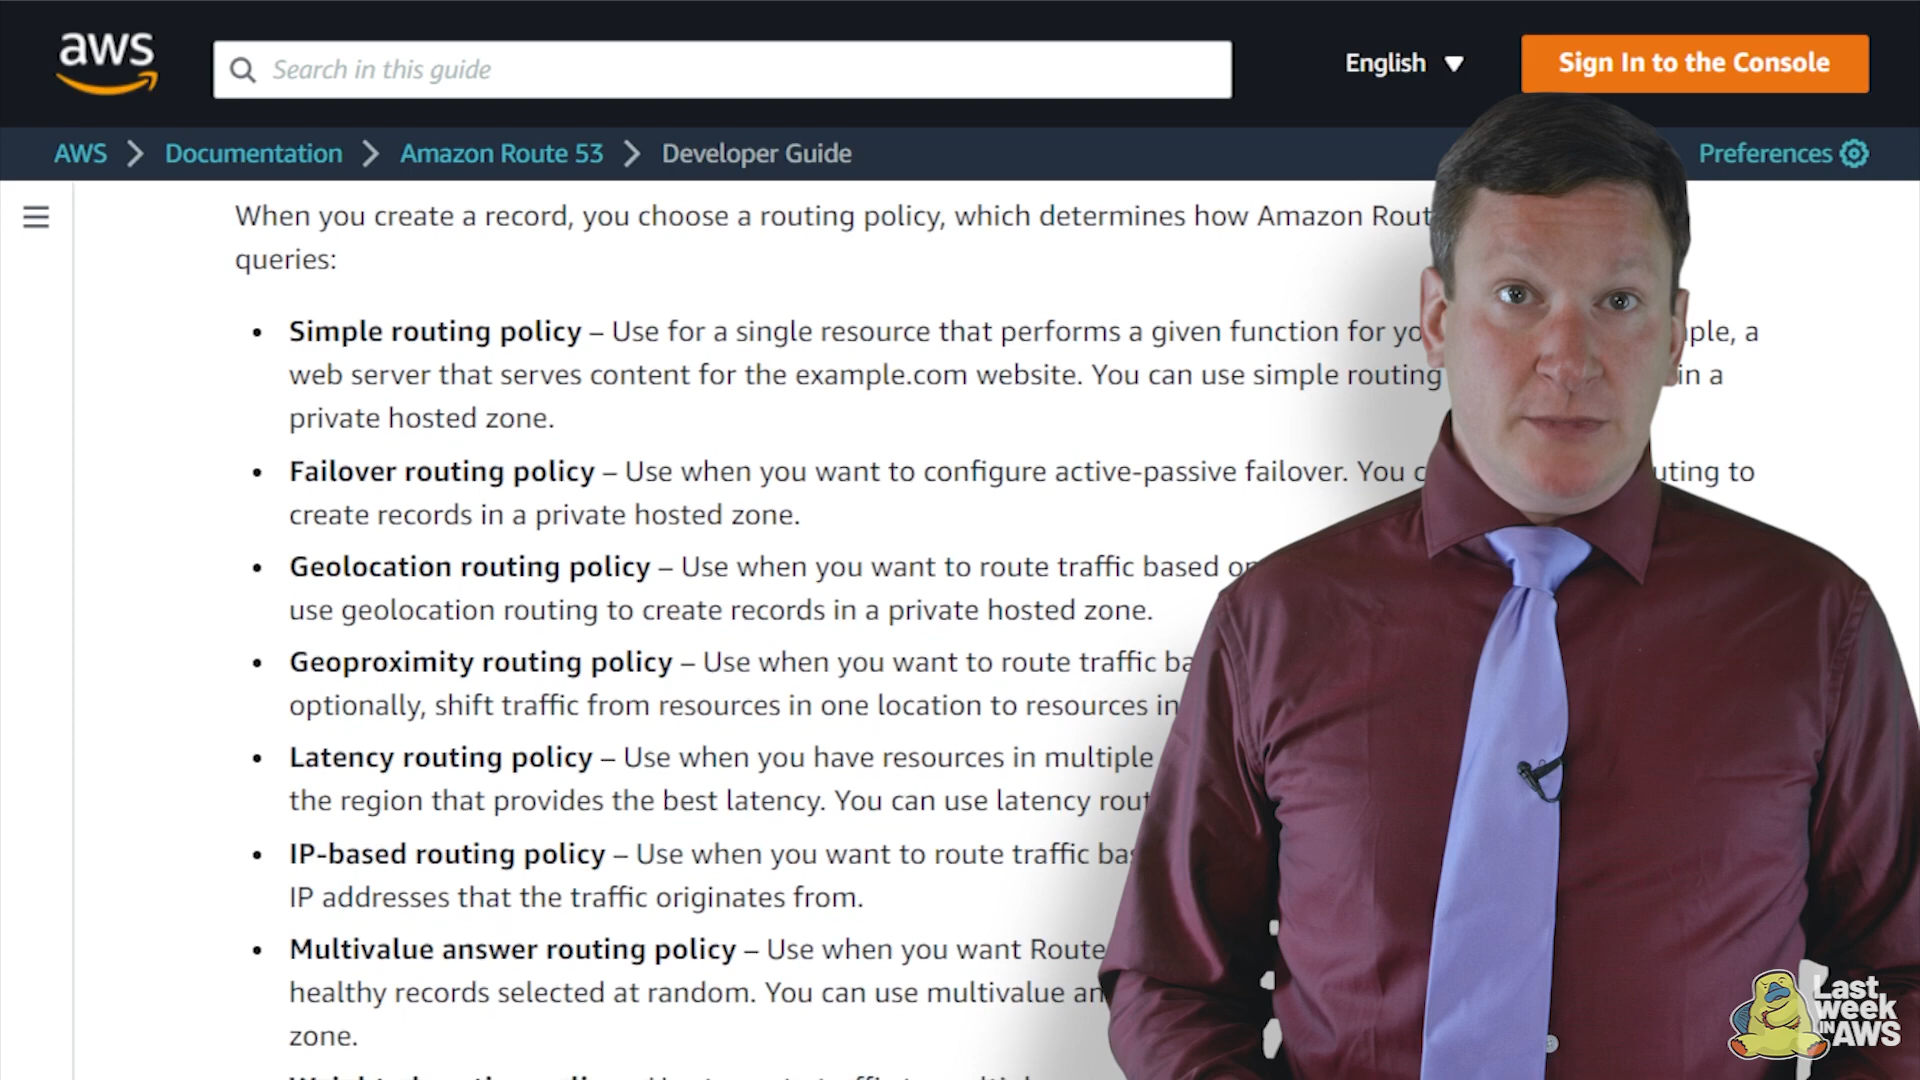 aws
Search in this guide
English
Sign In to the Console
AWS
Documentation
Amazon Route 53
Developer Guide
Preferences
When you create a record, you choose a routing policy, which determines how Amazon Rout
queries:
• Simple routing policy – Use for a single resource that performs a given function for yo ple, a
web server that serves content for the example.com website. You can use simple routing in a
private hosted zone.
• Failover routing policy – Use when you want to configure active-passive failover. You c uting to
create records in a private hosted zone.
• Geolocation routing policy – Use when you want to route traffic based on
use geolocation routing to create records in a private hosted zone.
• Geoproximity routing policy – Use when you want to route traffic ba
optionally, shift traffic from resources in one location to resources in
• Latency routing policy – Use when you have resources in multiple
the region that provides the best latency. You can use latency rout
• IP-based routing policy – Use when you want to route traffic bas
IP addresses that the traffic originates from.
• Multivalue answer routing policy – Use when you want Route
healthy records selected at random. You can use multivalue an
zone.
Last
week
IN AWS